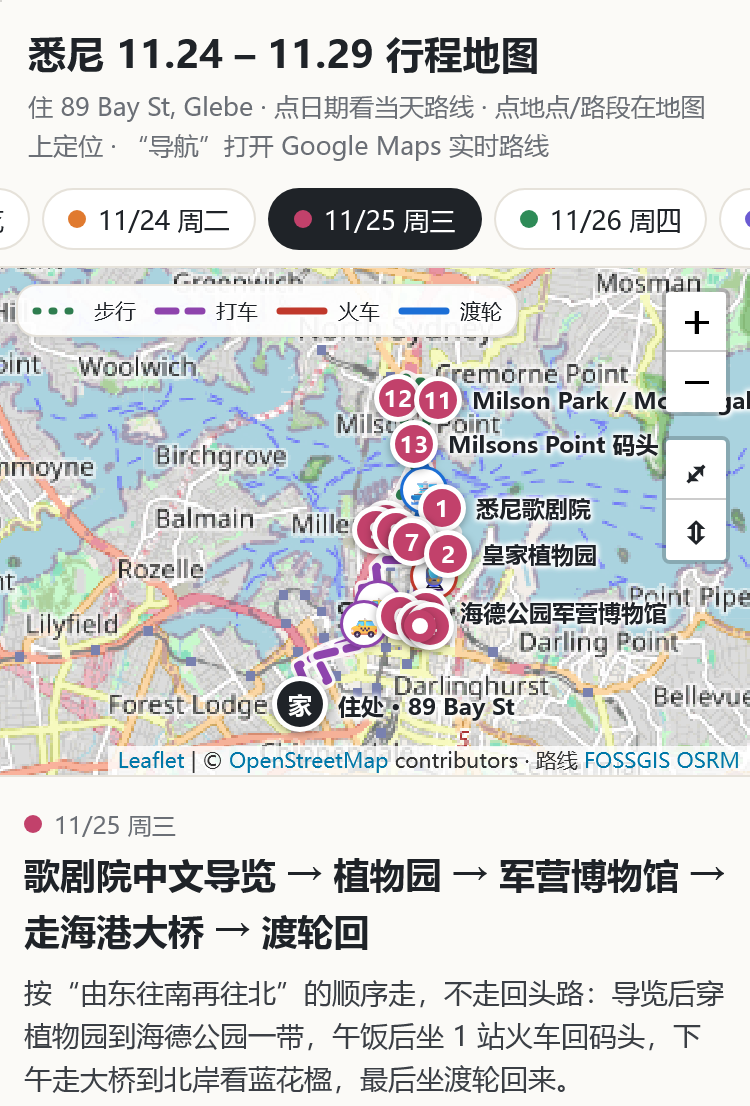 悉尼 11.24 – 11.29 行程地图
住 89 Bay St, Glebe · 点日期看当天路线 · 点地点/路段在地图
上定位 · “导航”打开 Google Maps 实时路线
11/24 周二
11/25 周三
11/26 周四
Greenwich
Mosman
步行
打车
火车
渡轮
North Sydney
+
−
Woolwich
Gremorne Point
12
11
Milson Park / Mc
Milsons Point
13
Milsons Point 码头
Birchgrove
1
悉尼歌剧院
Balmain
Mille
7
2
皇家植物园
Rozelle
Point Pipe
海德公园军营博物馆
Lilyfield
Darling Point
Darlinghurst
Forest Lodge
家
住处 · 89 Bay St
Bellevue
Leaflet | © OpenStreetMap contributors · 路线 FOSSGIS OSRM
11/25 周三
歌剧院中文导览 → 植物园 → 军营博物馆 →
走海港大桥 → 渡轮回
按“由东往南再往北”的顺序走，不走回头路：导览后穿
植物园到海德公园一带，午饭后坐 1 站火车回码头，下
午走大桥到北岸看蓝花楹，最后坐渡轮回来。